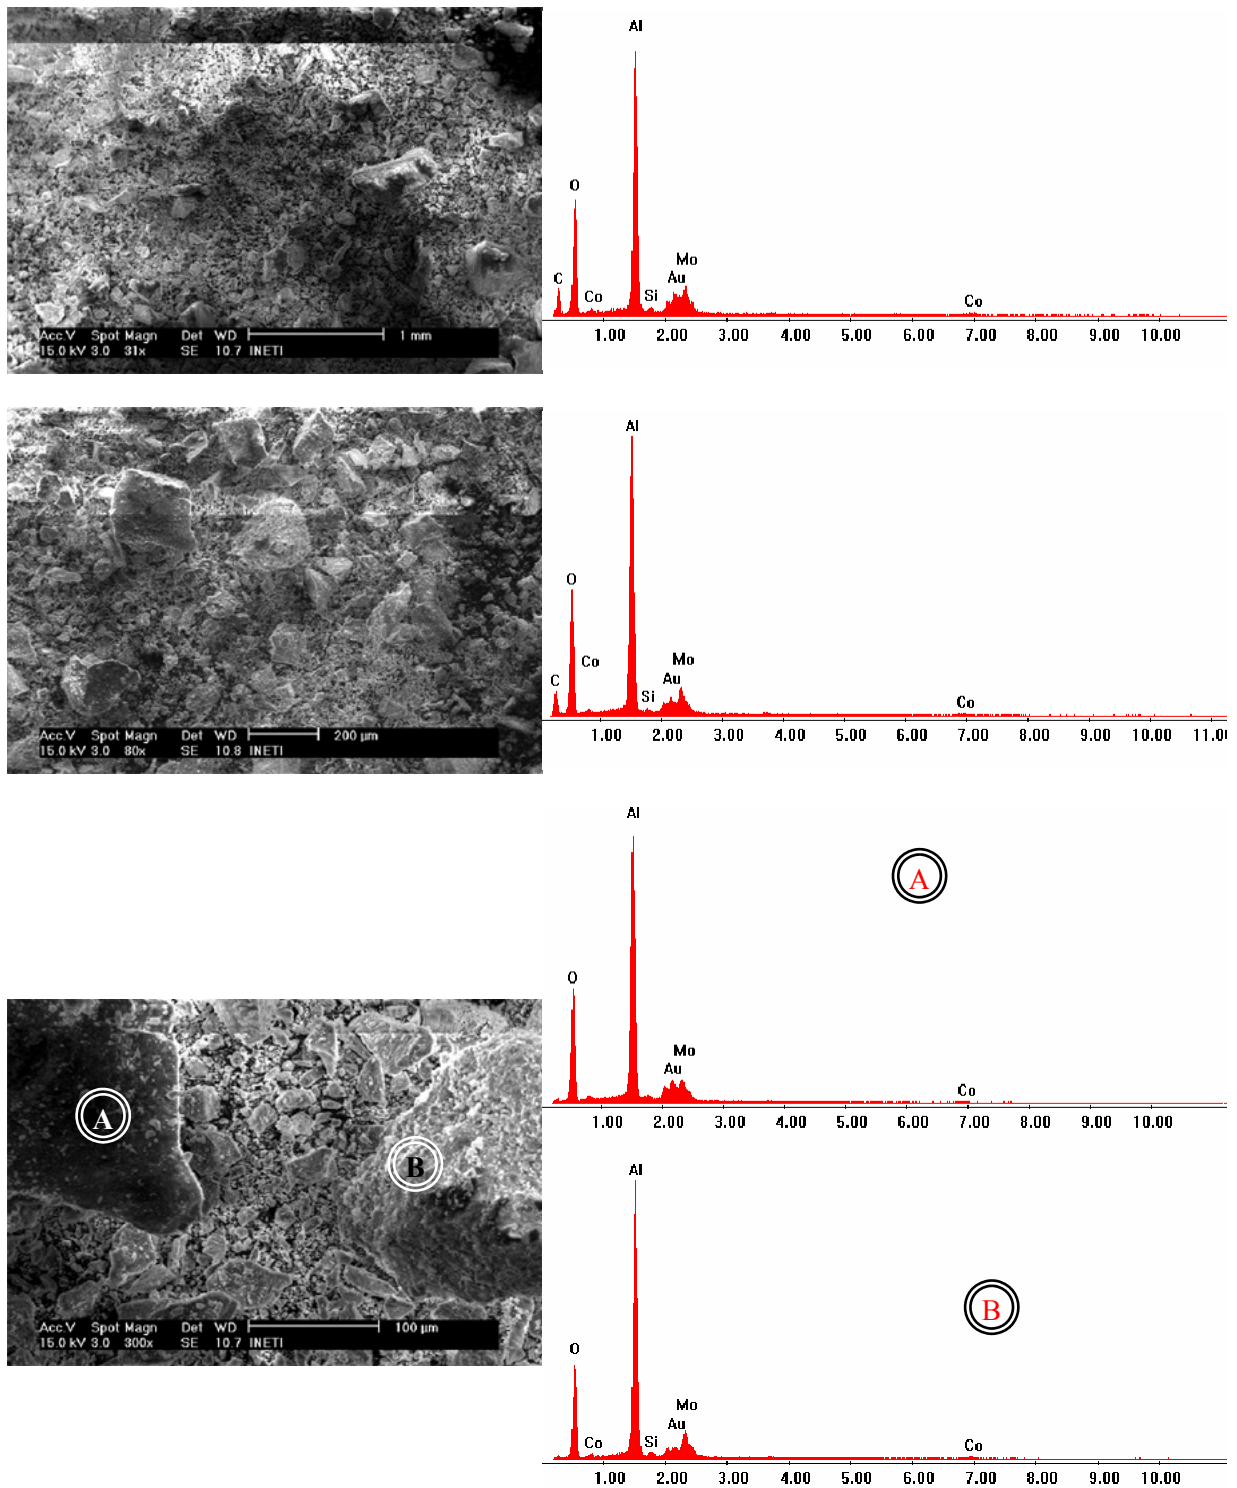 Al
O
Mo
Au
C
Co
Si
Co
1.00 2.00 3.00 4.00 5.00 6.00 7.00 8.00 9.00 10.00
Acc.V Spot Magn Det WD 1 mm
15.0 kV 3.0 31x SE 10.7 INETI
Al
O
Co
Mo
C
Au
Si
Co
1.00 2.00 3.00 4.00 5.00 6.00 7.00 8.00 9.00 10.00
Acc.V Spot Magn Det WD 200 µm
15.0 kV 3.0 80x SE 10.8 INETI
Al
A
O
Mo
Au
Co
1.00 2.00 3.00 4.00 5.00 6.00 7.00 8.00 9.00 10.00
A
B
Acc.V Spot Magn Det WD 100 µm
15.0 kV 3.0 300x SE 10.7 INETI
Al
B
O
Mo
Au
Co
Si
Co
1.00 2.00 3.00 4.00 5.00 6.00 7.00 8.00 9.00 10.00